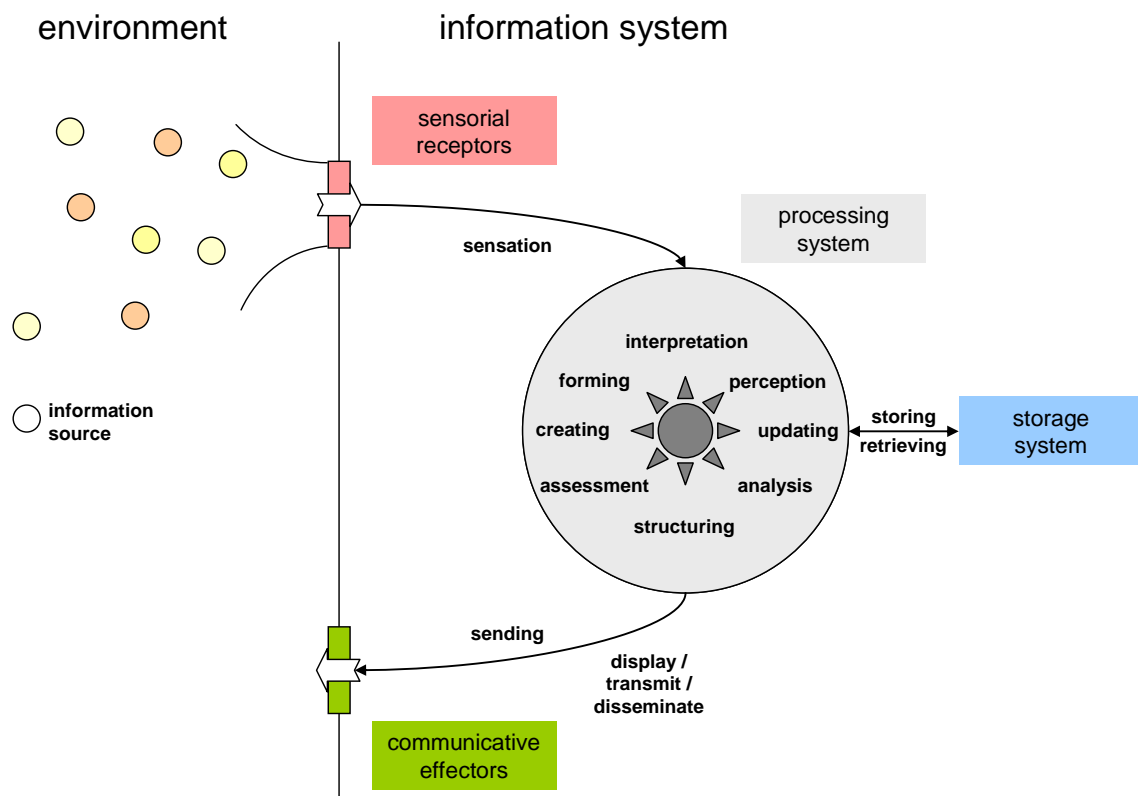 environment
information system
sensorial
receptors
processing
system
sensation
interpretation
forming
perception
creating
updating
assessment
analysis
structuring
storing
retrieving
storage
system
information
source
sending
display /
transmit /
disseminate
communicative
effectors